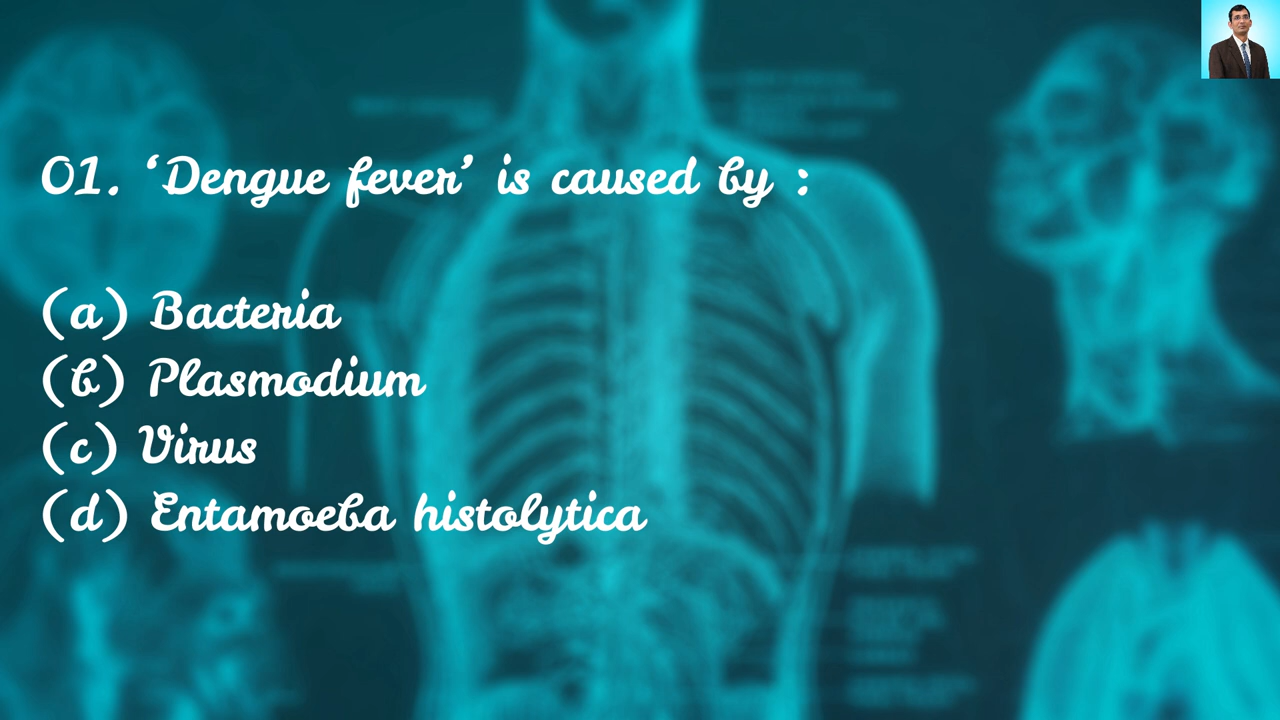 01. ‘Dengue fever’ is caused by :
(a) Bacteria
(b) Plasmodium
(c) Virus
(d) Entamoeba histolytica